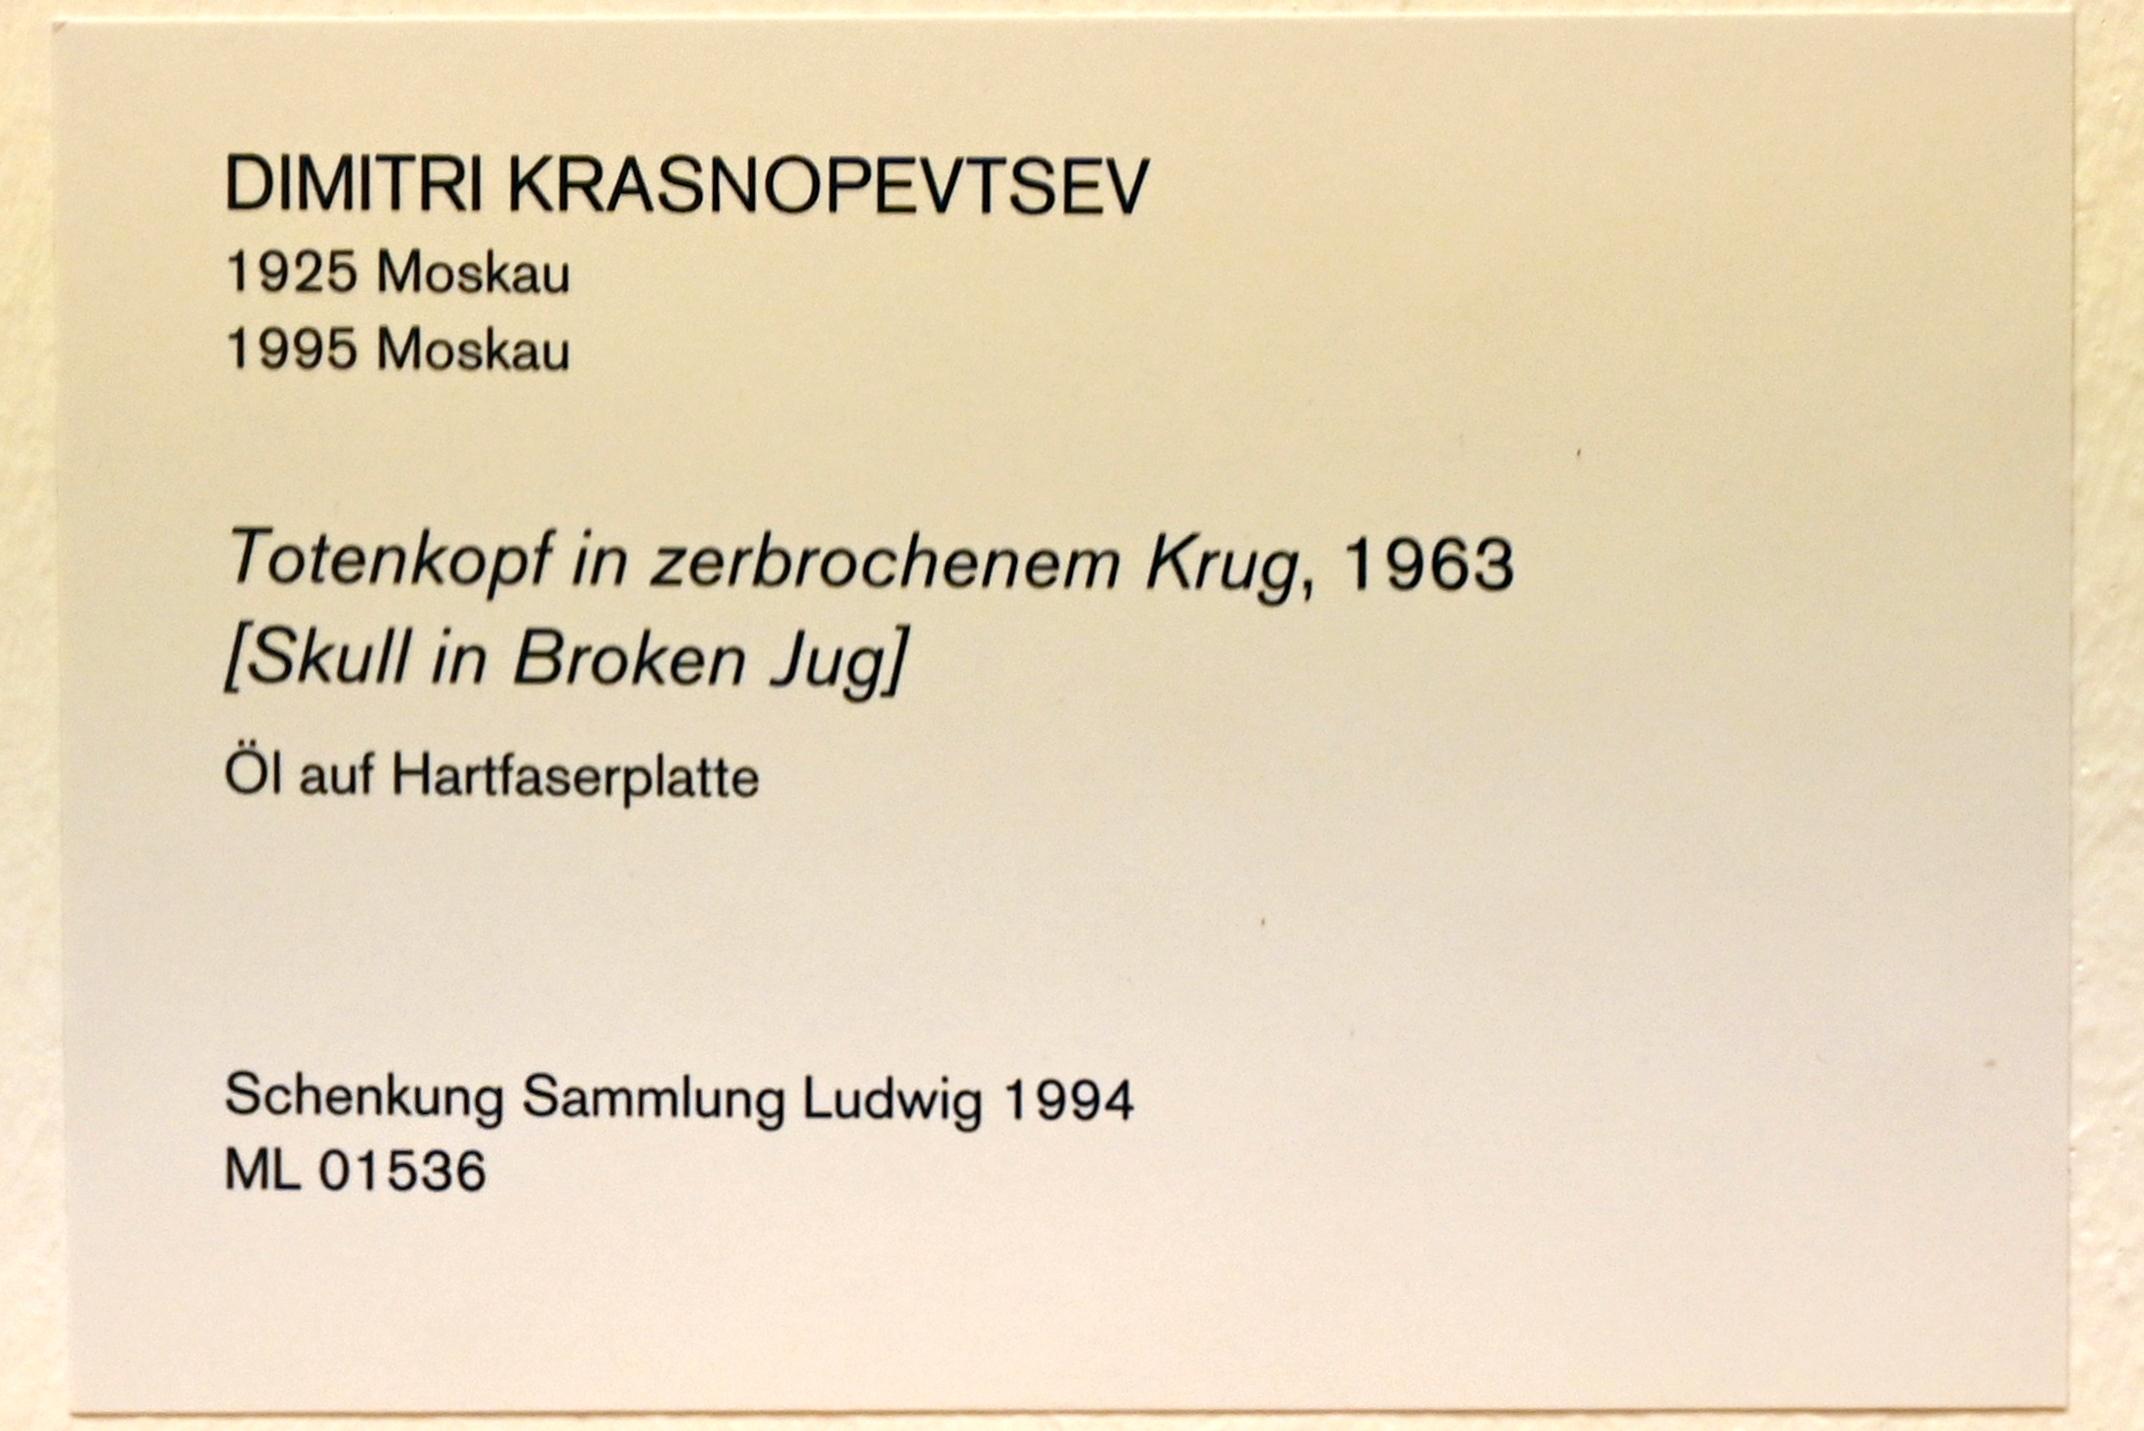 DIMITRI KRASNOPEVTSEV
1925 Moskau
1995 Moskau
Totenkopf in zerbrochenem Krug, 1963
[Skull in Broken Jug]
Öl auf Hartfaserplatte
Schenkung Sammlung Ludwig 1994
ML 01536